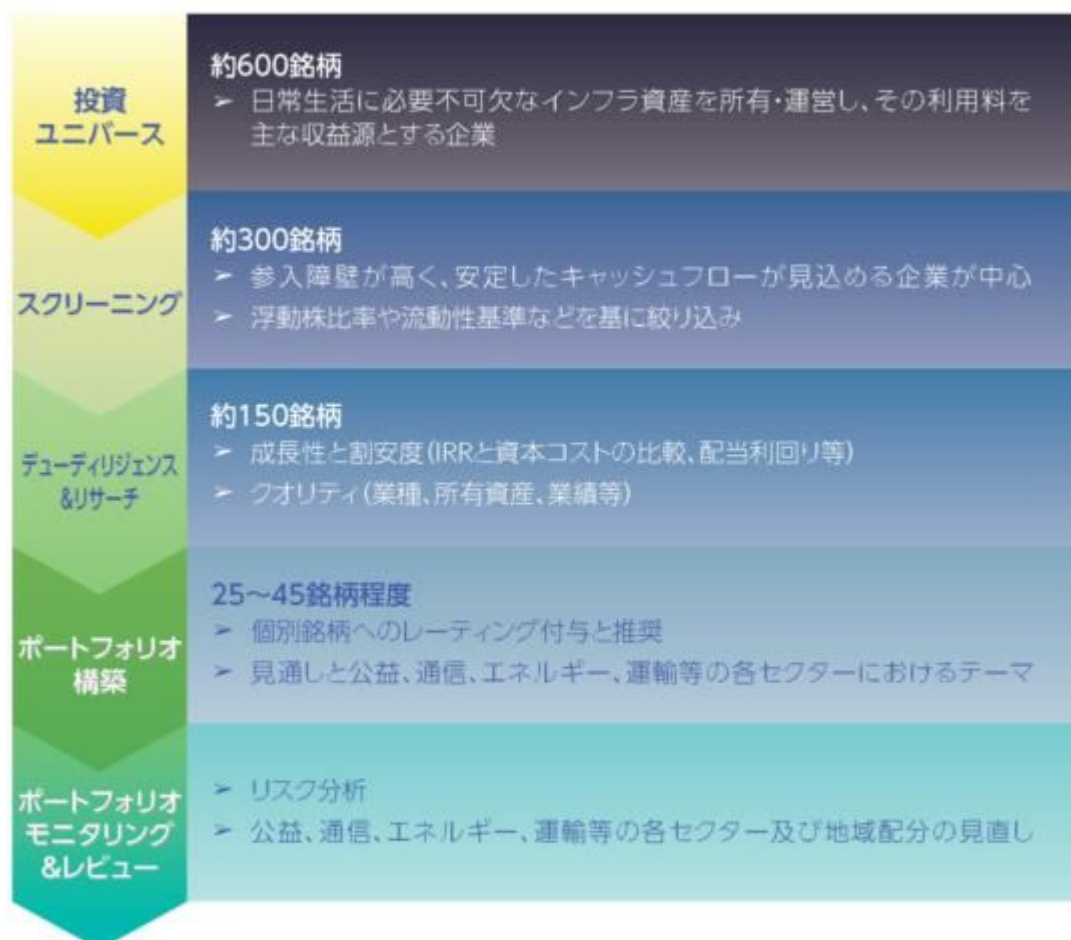 投資
ユニバース
約600銘柄
➢ 日常生活に必要不可欠なインフラ資産を所有・運営し、その利用料を
主な収益源とする企業
スクリーニング
約300銘柄
➢ 参入障壁が高く、安定したキャッシュフローが見込める企業が中心
➢ 浮動株比率や流動性基準などを基に絞り込み
デューディリジェンス
&リサーチ
約150銘柄
➢ 成長性と割安度(IRRと資本コストの比較、配当利回り等)
➢ クオリティ(業種、所有資産、業績等)
ポートフォリオ
構築
25～45銘柄程度
➢ 個別銘柄へのレーティング付与と推奨
➢ 見通しと公益、通信、エネルギー、運輸等の各セクターにおけるテーマ
ポートフォリオ
モニタリング
&レビュー
➢ リスク分析
➢ 公益、通信、エネルギー、運輸等の各セクター及び地域配分の見直し